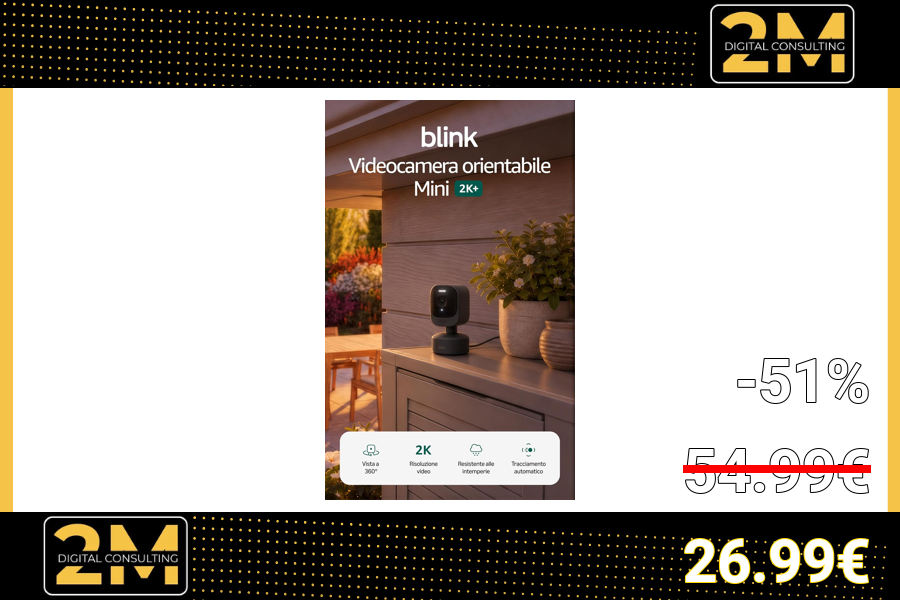 2M
DIGITAL CONSULTING
blink
Videocamera orientabile
Mini 2K+
Vista a
360°
2K
Risoluzione
video
Resistente alle
intemperie
Tracciamento
automatico
-51%
54.99€
2M
DIGITAL CONSULTING
26.99€